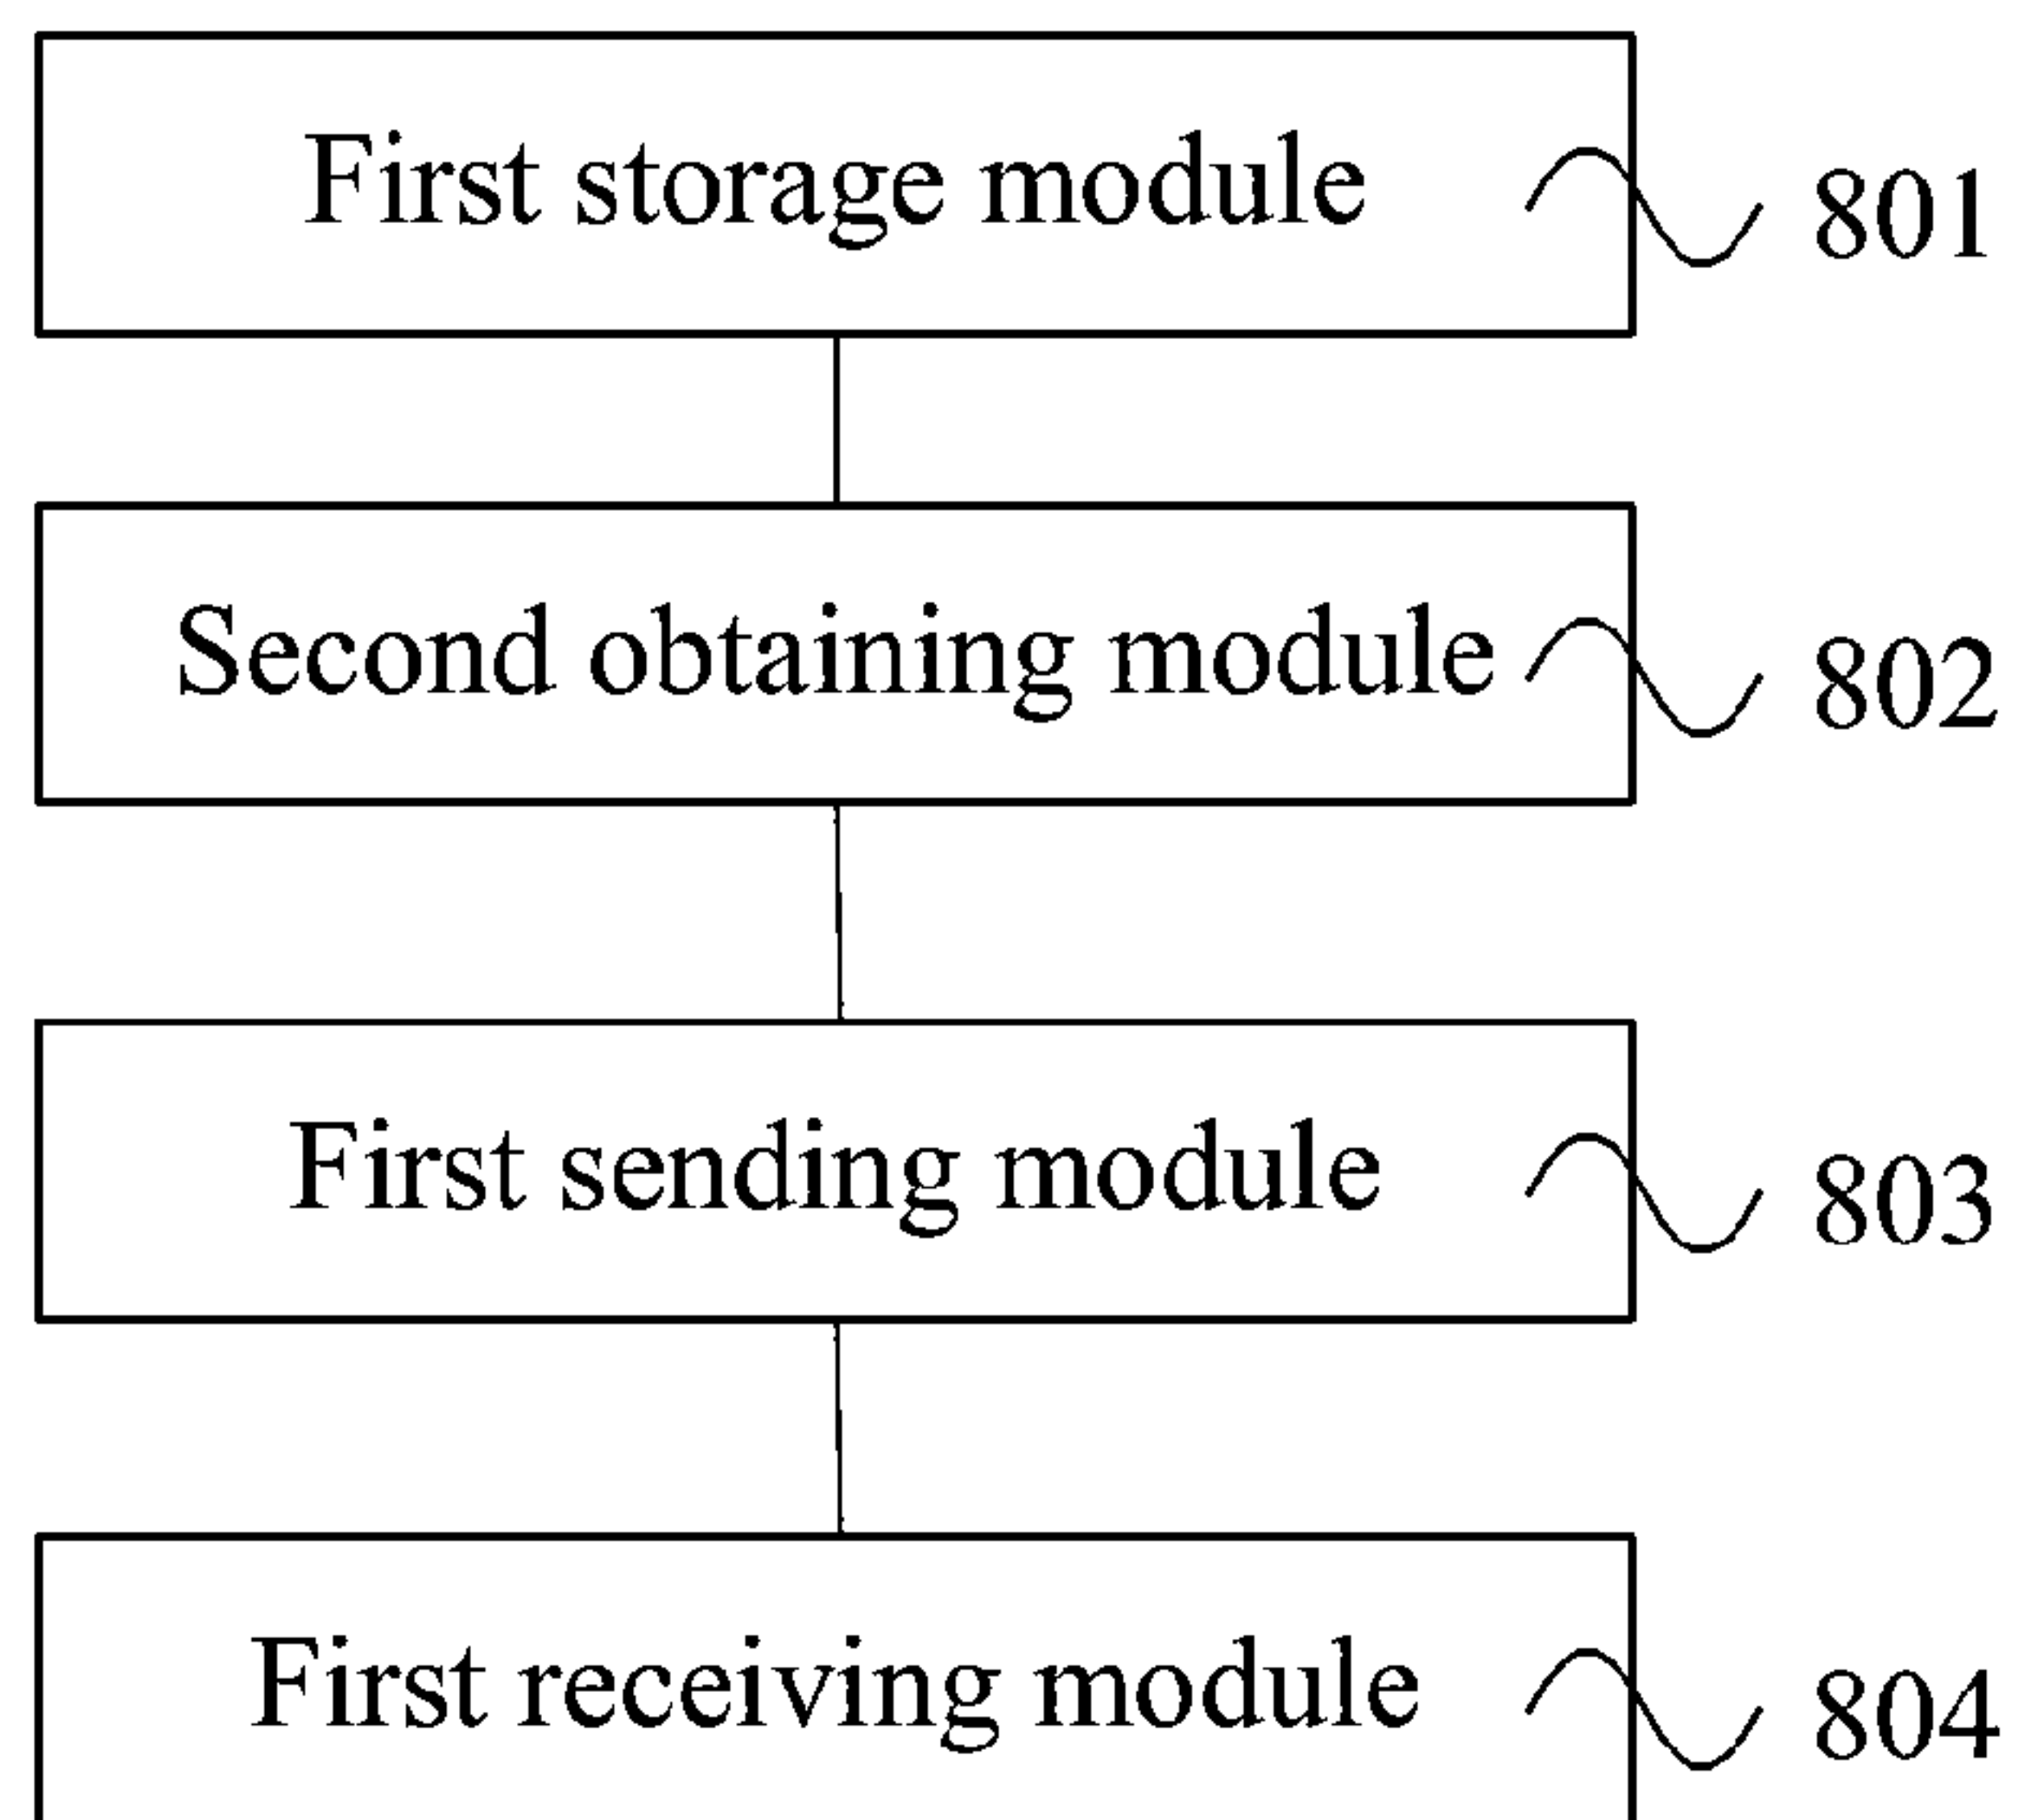 First storage module 801
Second obtaining module 802
First sending module 803
First receiving module 804